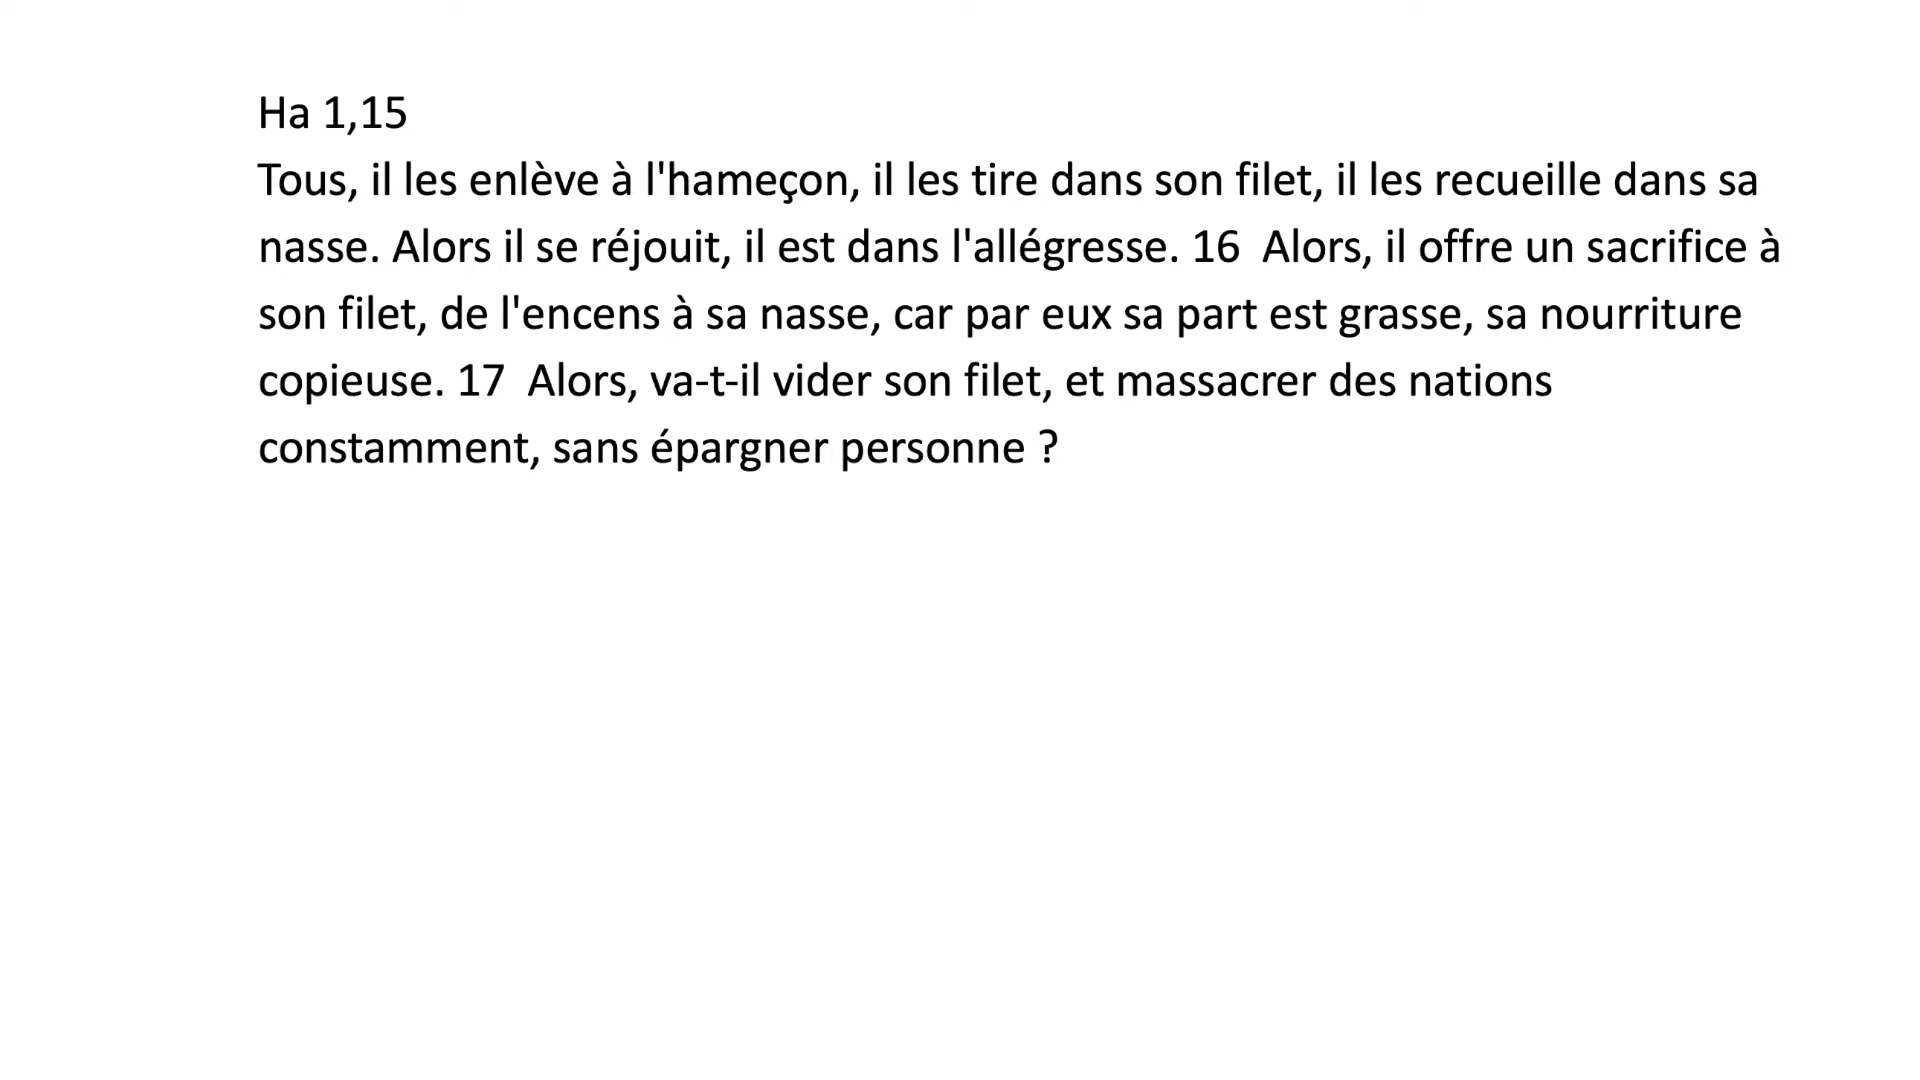 Ha 1,15
Tous, il les enlève à l'hameçon, il les tire dans son filet, il les recueille dans sa
nasse. Alors il se réjouit, il est dans l'allégresse. 16  Alors, il offre un sacrifice à
son filet, de l'encens à sa nasse, car par eux sa part est grasse, sa nourriture
copieuse. 17  Alors, va-t-il vider son filet, et massacrer des nations
constamment, sans épargner personne ?